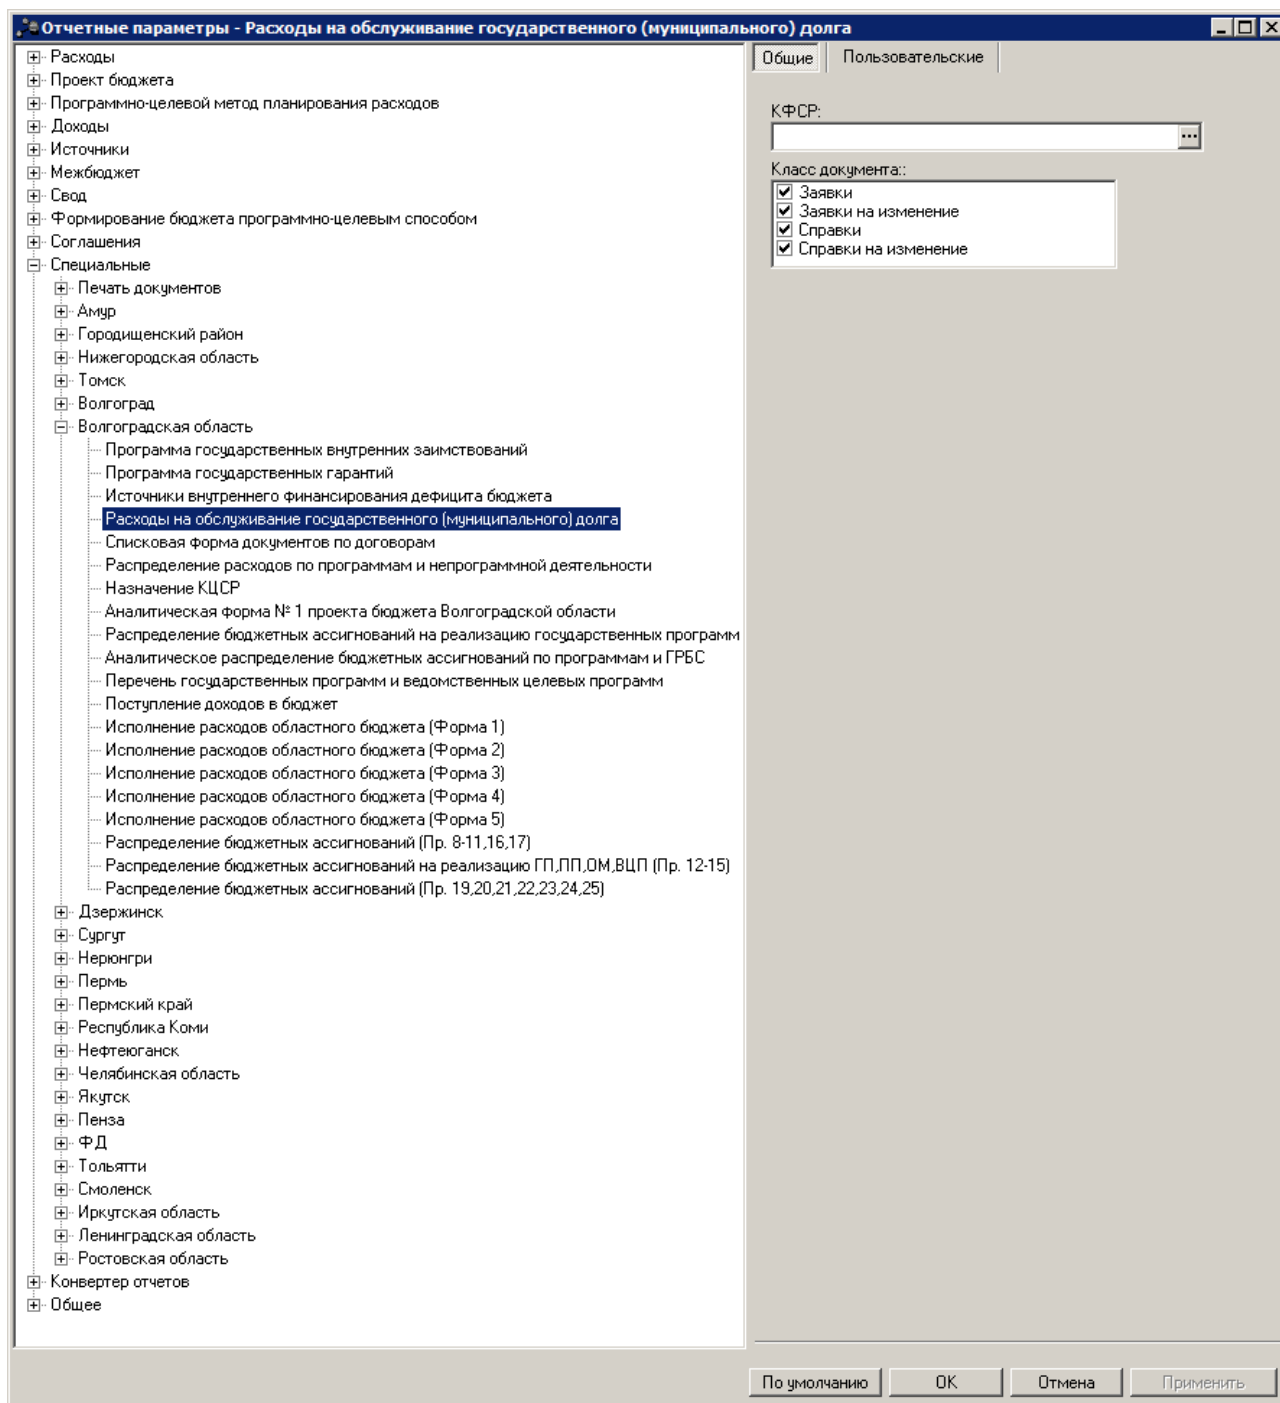 Отчетные параметры - Расходы на обслуживание государственного (муниципального) долга
Расходы
Проект бюджета
Программно-целевой метод планирования расходов
Доходы
Источники
Межбюджет
Свод
Формирование бюджета программно-целевым способом
Соглашения
Специальные
Печать документов
Амур
Городищенский район
Нижегородская область
Томск
Волгоград
Волгоградская область
Программа государственных внутренних заимствований
Программа государственных гарантий
Источники внутреннего финансирования дефицита бюджета
Расходы на обслуживание государственного (муниципального) долга
Списковая форма документов по договорам
Распределение расходов по программам и непрограммной деятельности
Назначение КЦСР
Аналитическая форма № 1 проекта бюджета Волгоградской области
Распределение бюджетных ассигнований на реализацию государственных программ
Аналитическое распределение бюджетных ассигнований по программам и ГРБС
Перечень государственных программ и ведомственных целевых программ
Поступление доходов в бюджет
Исполнение расходов областного бюджета (Форма 1)
Исполнение расходов областного бюджета (Форма 2)
Исполнение расходов областного бюджета (Форма 3)
Исполнение расходов областного бюджета (Форма 4)
Исполнение расходов областного бюджета (Форма 5)
Распределение бюджетных ассигнований (Пр. 8-11,16,17)
Распределение бюджетных ассигнований на реализацию ГП,ПП,ОМ,ВЦП (Пр. 12-15)
Распределение бюджетных ассигнований (Пр. 19,20,21,22,23,24,25)
Дзержинск
Сургут
Нерюнгри
Пермь
Пермский край
Республика Коми
Нефтеюганск
Челябинская область
Якутск
Пенза
ФД
Тольятти
Смоленск
Иркутская область
Ленинградская область
Ростовская область
Конвертер отчетов
Общее
Общие Пользовательские
КФСР:
...
Класс документа::
Заявки
Заявки на изменение
Справки
Справки на изменение
По умолчанию OK Отмена Применить